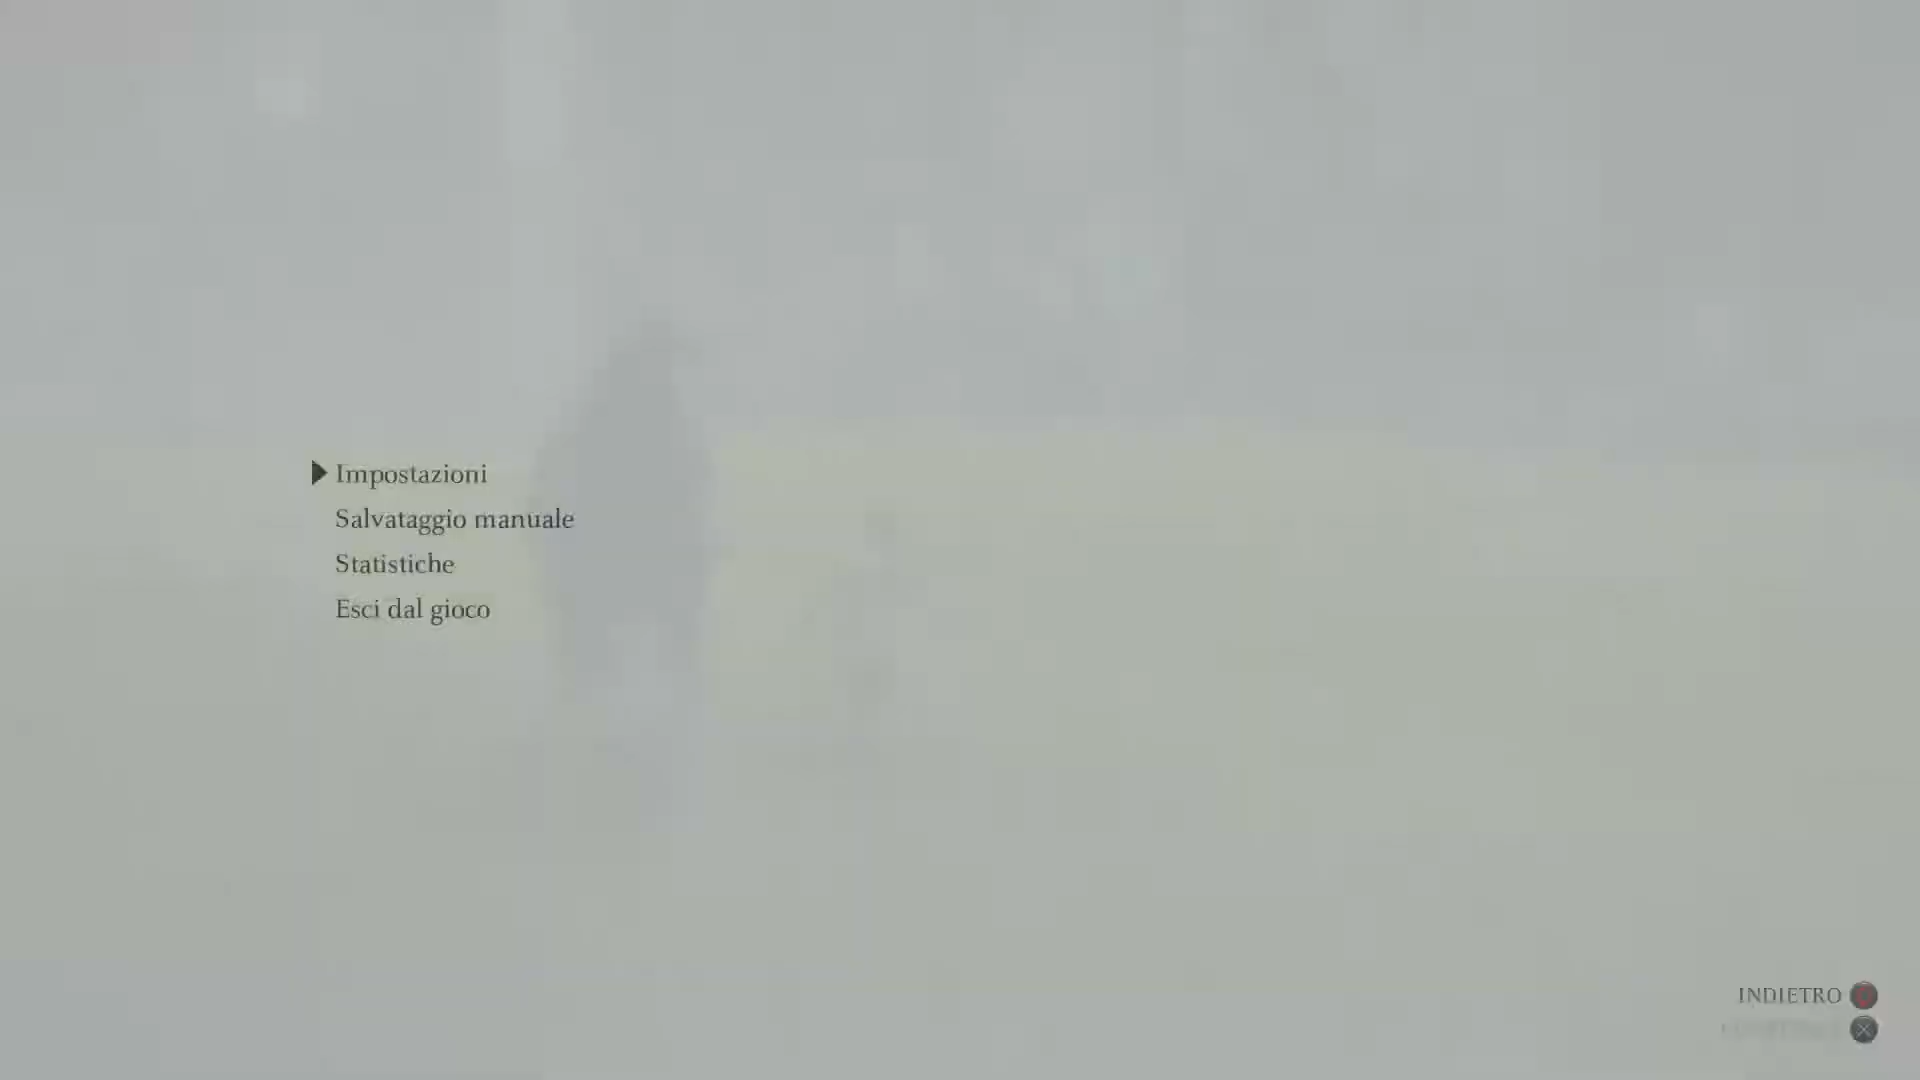 Impostazioni
Salvataggio manuale
Statistiche
Esci dal gioco
INDIETRO